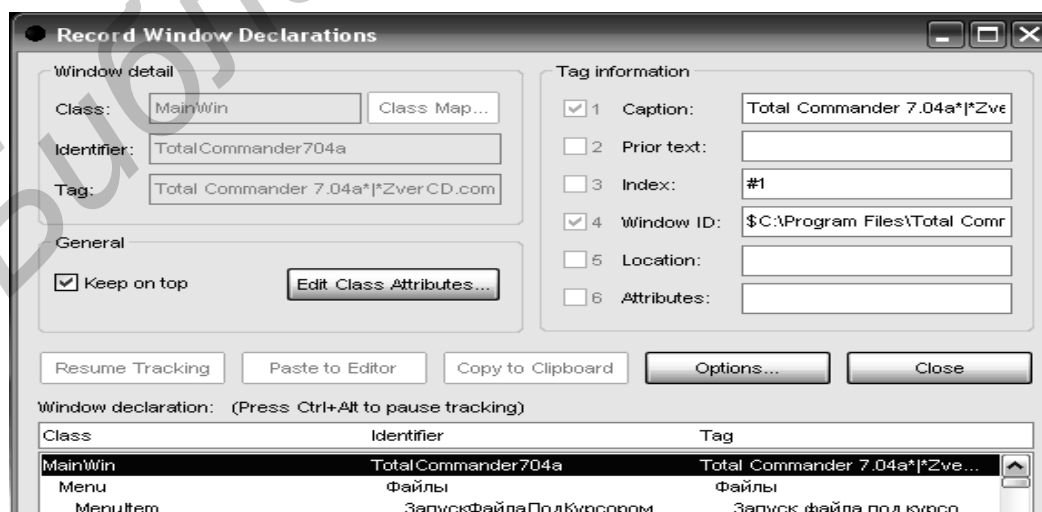 Record Window Declarations
Window detail
Class: MainWin Class Map...
Identifier: TotalCommander704a
Tag: Total Commander 7.04a*|*ZverCD.com
General
Keep on top Edit Class Attributes...
Tag information
1 Caption: Total Commander 7.04a*|*Zve
2 Prior text:
3 Index: #1
4 Window ID: $C:\Program Files\Total Comm
5 Location:
6 Attributes:
Resume Tracking Paste to Editor Copy to Clipboard Options... Close
Window declaration: (Press Ctrl+Alt to pause tracking)
Class Identifier Tag
MainWin TotalCommander704a Total Commander 7.04a*|*Zve...
Menu Файлы Файлы
MenuItem ЗапускФайлаПодКурсором Запуск файла под курсо